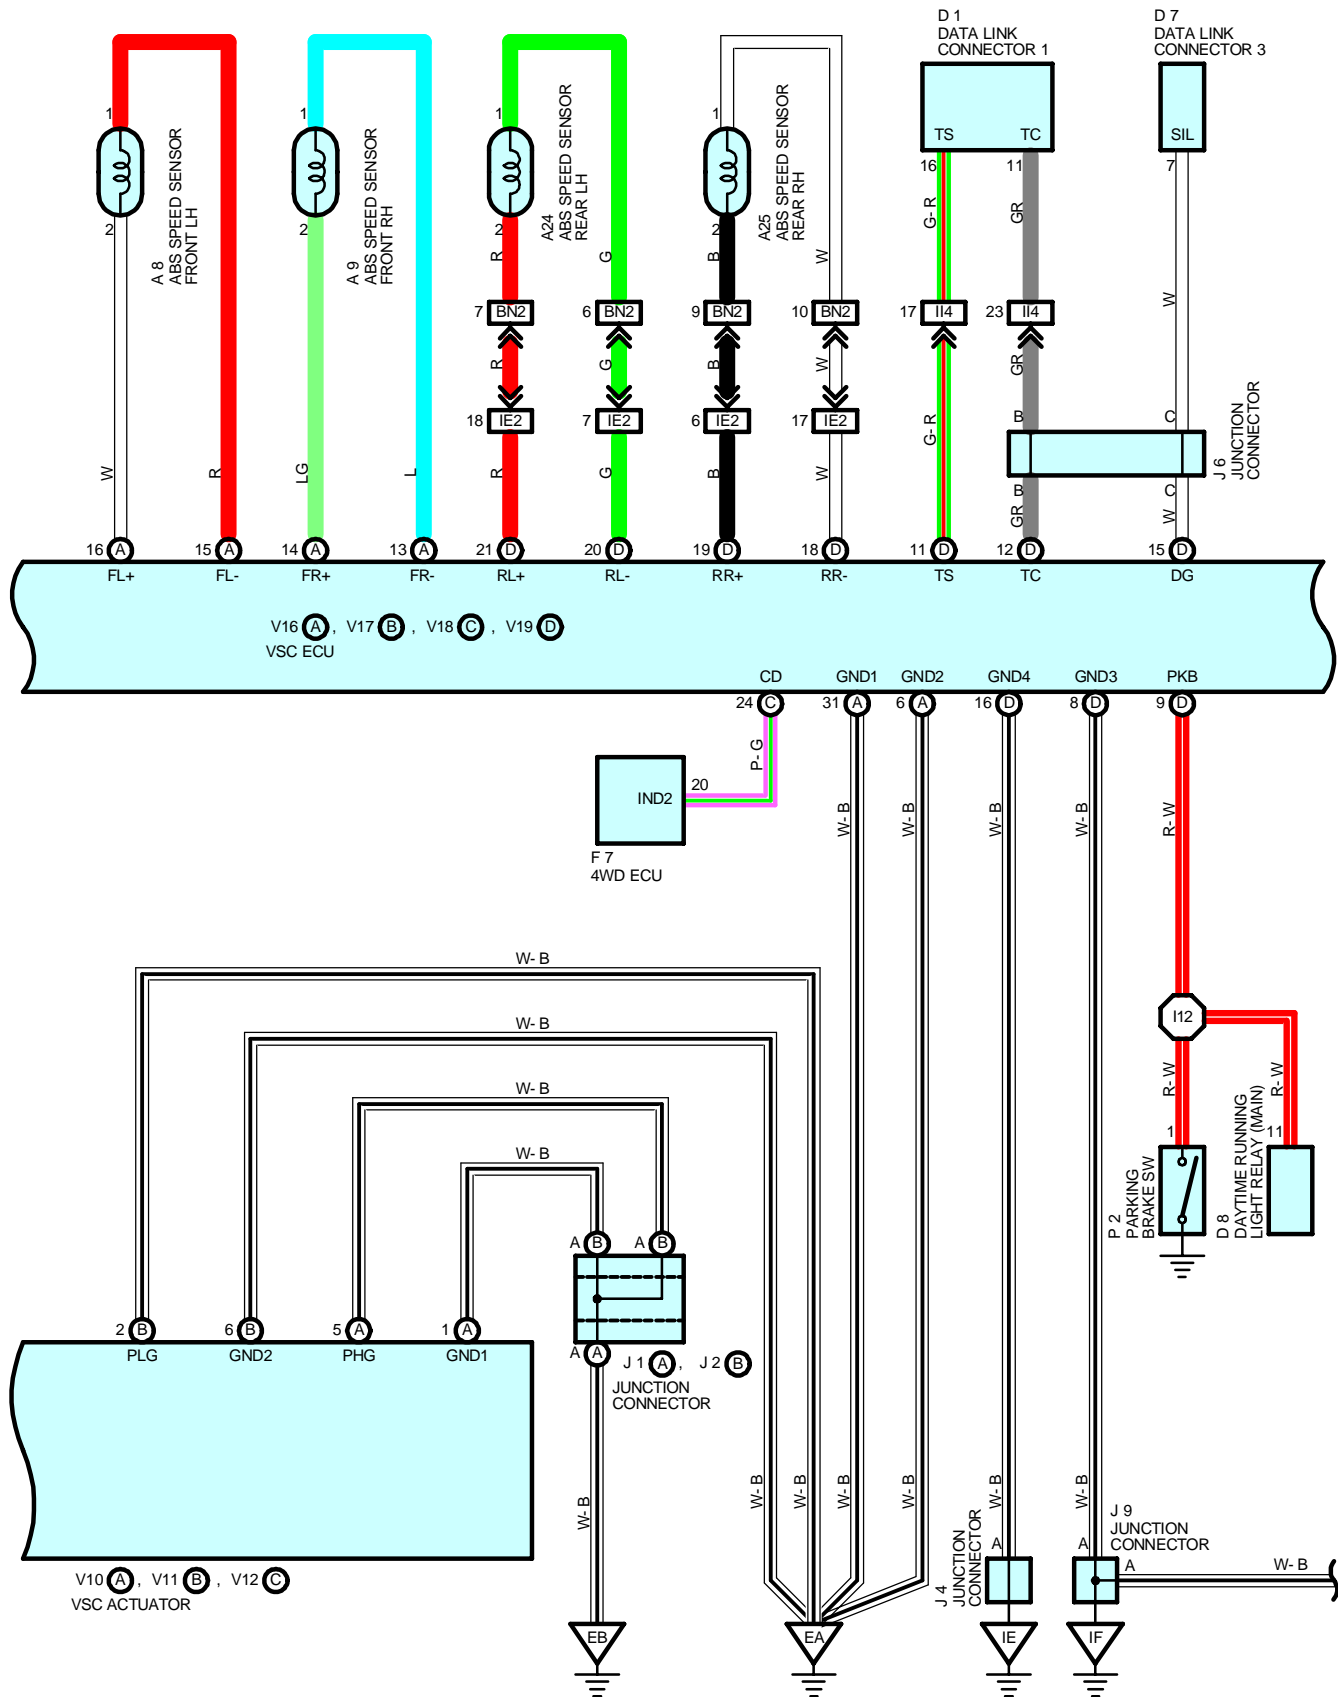 D 1
DATA LINK
CONNECTOR 1
D 7
DATA LINK
CONNECTOR 3
TS
TC
SIL
1
1
1
1
16
11
7
2
2
2
2
A 8
ABS SPEED SENSOR
FRONT LH
A 9
ABS SPEED SENSOR
FRONT RH
A24
ABS SPEED SENSOR
REAR LH
A25
ABS SPEED SENSOR
REAR RH
R
G
B
W
G- R
GR
W
7 BN2
6 BN2
9 BN2
10 BN2
17 II4
23 II4
R
G
B
W
GR
18 IE2
7 IE2
6 IE2
17 IE2
B
C
J 6
JUNCTION
CONNECTOR
W
R
LG
L
R
G
B
W
G- R
B
GR
C
W
16 A
15 A
14 A
13 A
21 D
20 D
19 D
18 D
11 D
12 D
15 D
FL+
FL-
FR+
FR-
RL+
RL-
RR+
RR-
TS
TC
DG
V16 A , V17 B , V18 C , V19 D
VSC ECU
CD
GND1
GND2
GND4
GND3
PKB
24 C
31 A
6 A
16 D
8 D
9 D
P- G
IND2
20
F 7
4WD ECU
W- B
W- B
W- B
W- B
R- W
W- B
W- B
W- B
W- B
I12
R- W
R- W
1
11
P 2
PARKING
BRAKE SW
D 8
DAYTIME RUNNING
LIGHT RELAY (MAIN)
A B
A B
2 B
6 B
5 A
1 A
PLG
GND2
PHG
GND1
A A
J 1 A , J 2 B
JUNCTION
CONNECTOR
W- B
W- B
W- B
W- B
W- B
W- B
W- B
J 4
JUNCTION
CONNECTOR
A
J 9
JUNCTION
CONNECTOR
A
A
W- B
V10 A , V11 B , V12 C
VSC ACTUATOR
EB
EA
IE
IF